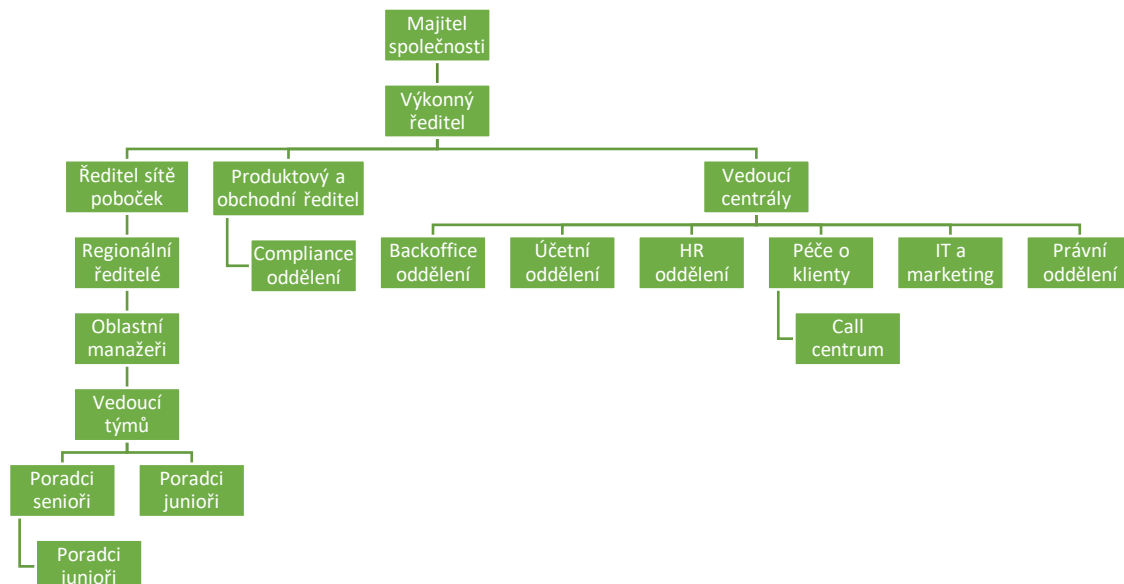 Majitel
společnosti
Výkonný
ředitel
Ředitel sítě
poboček
Produktový a
obchodní ředitel
Vedoucí
centrály
Regionální
ředitelé
Compliance
oddělení
Backoffice
oddělení
Účetní
oddělení
HR
oddělení
Péče o
klienty
IT a
marketing
Právní
oddělení
Oblastní
manažeři
Call
centrum
Vedoucí
týmů
Poradci
senioři
Poradci
junioři
Poradci
junioři